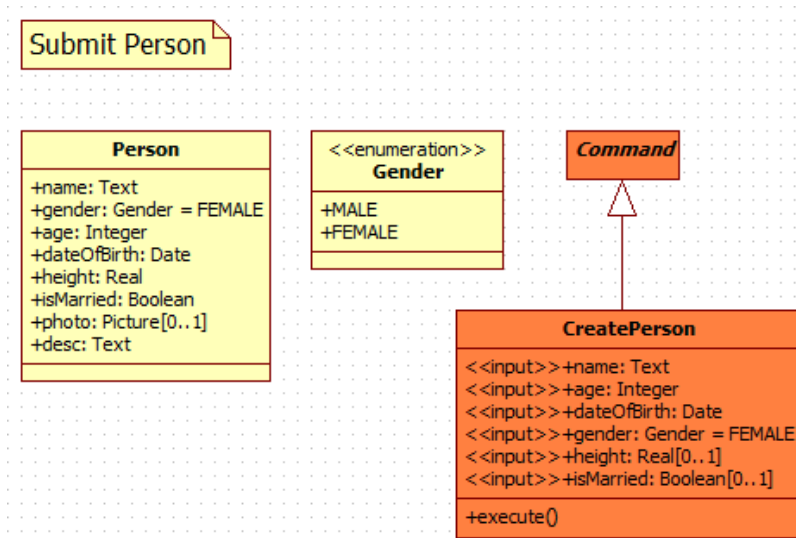 Submit Person
Person
+name: Text
+gender: Gender = FEMALE
+age: Integer
+dateOfBirth: Date
+height: Real
+isMarried: Boolean
+photo: Picture[0..1]
+desc: Text
<<enumeration>>
Gender
+MALE
+FEMALE
Command
CreatePerson
<<input>>+name: Text
<<input>>+age: Integer
<<input>>+dateOfBirth: Date
<<input>>+gender: Gender = FEMALE
<<input>>+height: Real[0..1]
<<input>>+isMarried: Boolean[0..1]
+execute()